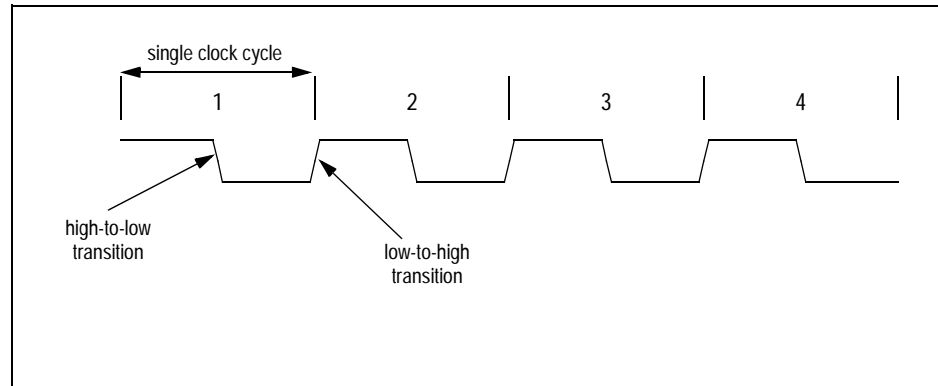 single clock cycle
1 2 3 4
high-to-low
transition
low-to-high
transition